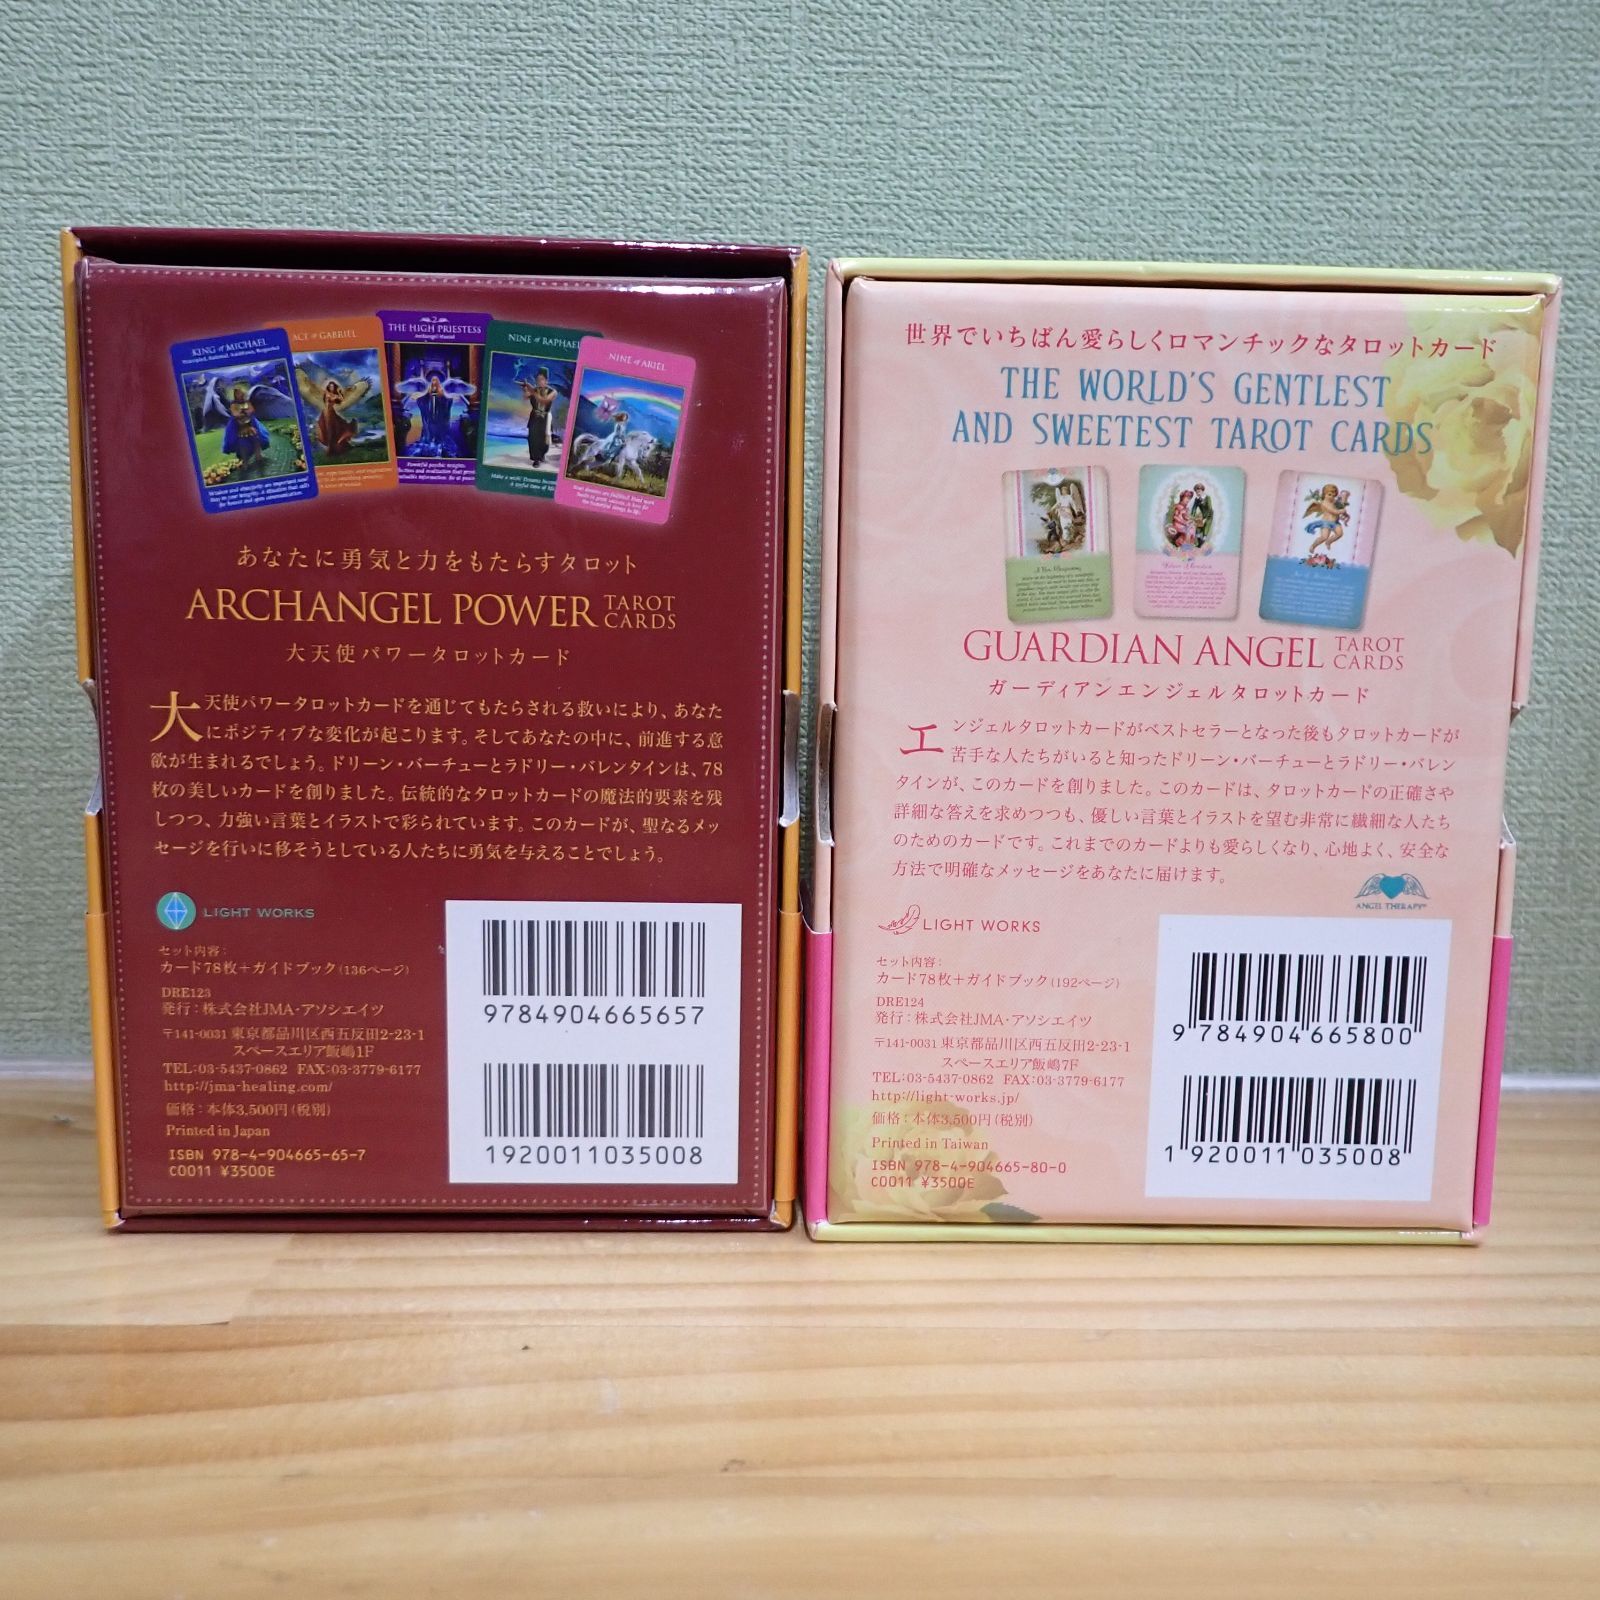 KING of MICHAEL
ACE of GABRIEL
2
THE HIGH PRIESTESS
Archangel Haniel
NINE of RAPHAEL
NINE of ARIEL
あなたに勇気と力をもたらすタロット
ARCHANGEL POWER TAROT CARDS
大天使パワータロットカード
大天使パワータロットカードを通じてもたらされる救いにより、あなた
にポジティブな変化が起こります。そしてあなたの中に、前進する意
欲が生まれるでしょう。ドリーン・バーチューとラドリー・バレンタインは、78
枚の美しいカードを創りました。伝統的なタロットカードの魔法的要素を残
しつつ、力強い言葉とイラストで彩られています。このカードが、聖なるメッ
セージを行いに移そうとしている人たちに勇気を与えることでしょう。
LIGHT WORKS
セット内容：
カード78枚＋ガイドブック(136ページ)
DRE123
発行：株式会社JMA・アソシエイツ
〒141-0031 東京都品川区西五反田2-23-1
スペースエリア飯嶋1F
TEL:03-5437-0862 FAX:03-3779-6177
http://jma-healing.com/
価格：本体3,500円(税別)
Printed in Japan
ISBN 978-4-904665-65-7
C0011 ¥3500E
9784904665657
1920011035008
世界でいちばん愛らしくロマンチックなタロットカード
THE WORLD'S GENTLEST
AND SWEETEST TAROT CARDS
GUARDIAN ANGEL TAROT CARDS
ガーディアンエンジェルタロットカード
エンジェルタロットカードがベストセラーとなった後もタロットカードが
苦手な人たちがいると知ったドリーン・バーチューとラドリー・バレン
タインが、このカードを創りました。このカードは、タロットカードの正確さや
詳細な答えを求めつつも、優しい言葉とイラストを望む非常に繊細な人たち
のためのカードです。これまでのカードよりも愛らしくなり、心地よく、安全な
方法で明確なメッセージをあなたに届けます。
ANGEL THERAPY
LIGHT WORKS
セット内容：
カード78枚＋ガイドブック(192ページ)
DRE124
発行：株式会社JMA・アソシエイツ
〒141-0031 東京都品川区西五反田2-23-1
スペースエリア飯嶋7F
TEL:03-5437-0862 FAX:03-3779-6177
http://light-works.jp/
価格：本体3,500円(税別)
Printed in Taiwan
ISBN 978-4-904665-80-0
C0011 ¥3500E
9784904665800
1920011035008